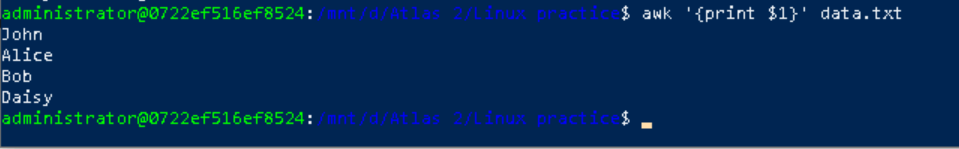 administrator@0722ef516ef8524:/mnt/d/Atlas 2/Linux practice$ awk '{print $1}' data.txt
John
Alice
Bob
Daisy
administrator@0722ef516ef8524:/mnt/d/Atlas 2/Linux practice$